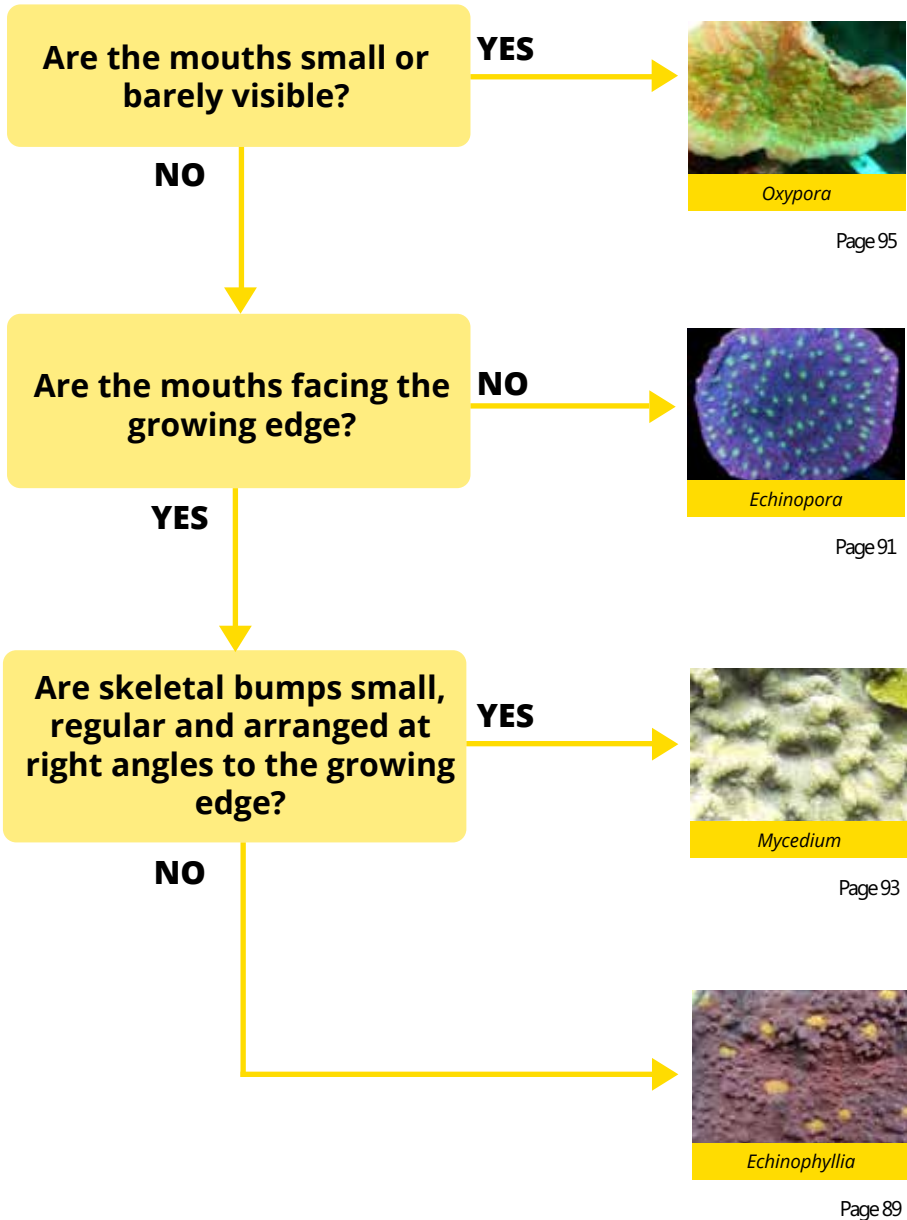 Are the mouths small or
barely visible?
YES
NO
Oxypora
Page 95
Are the mouths facing the
growing edge?
NO
YES
Echinopora
Page 91
Are skeletal bumps small,
regular and arranged at
right angles to the growing
edge?
YES
NO
Mycedium
Page 93
Echinophyllia
Page 89